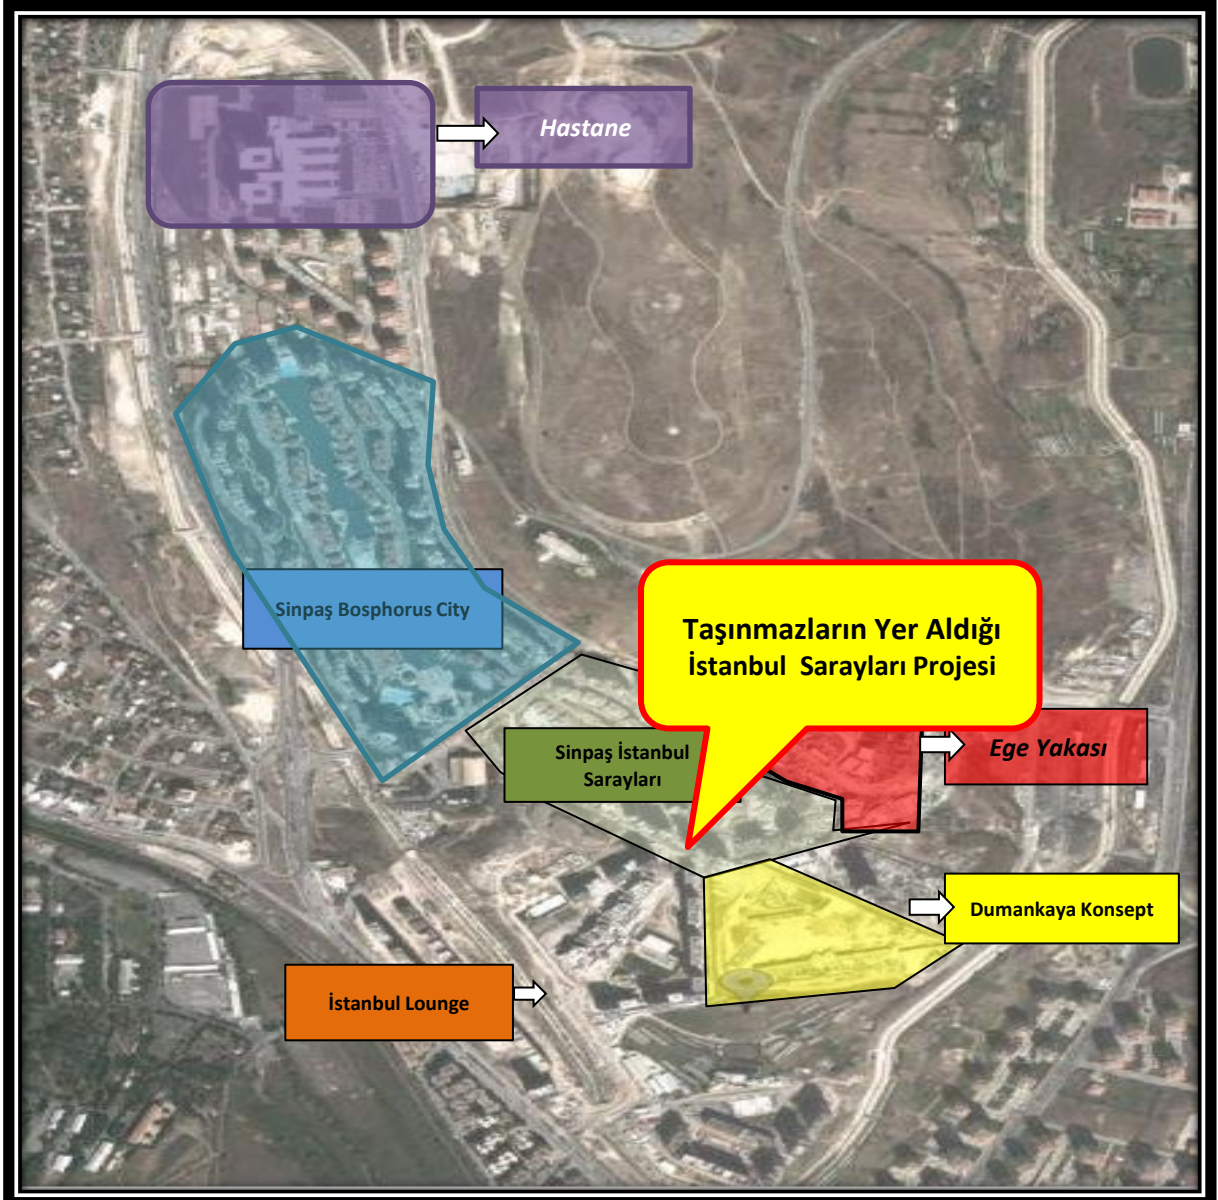 Hastane
Sinpaş Bosphorus City
Taşınmazların Yer Aldığı
İstanbul Sarayları Projesi
Sinpaş İstanbul
Sarayları
Ege Yakası
Dumankaya Konsept
İstanbul Lounge